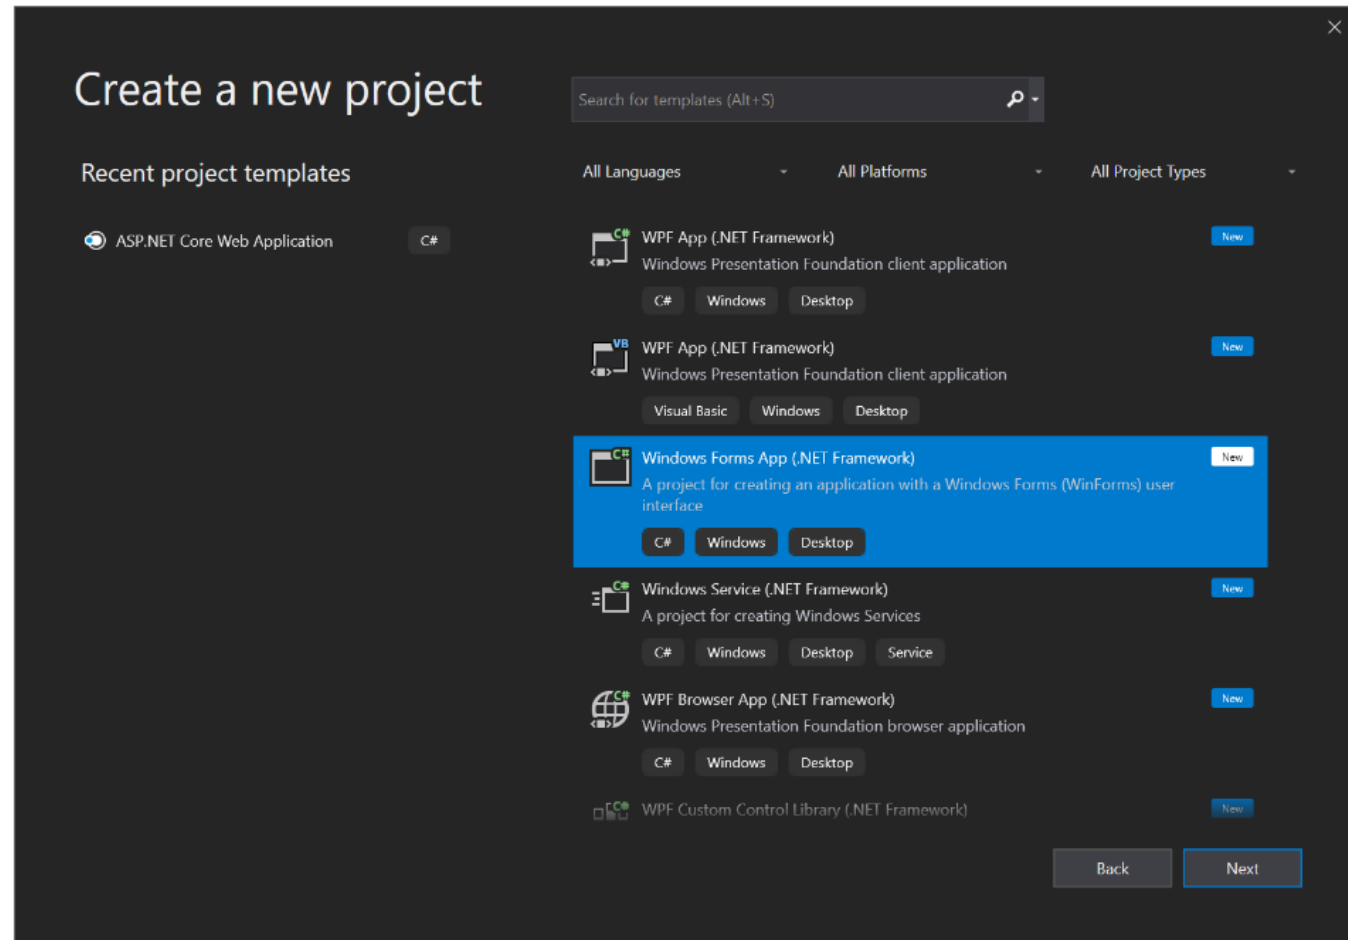 Create a new project
Search for templates (Alt+S)
Recent project templates
All Languages
All Platforms
All Project Types
ASP.NET Core Web Application
C#
C#
WPF App (.NET Framework)
New
Windows Presentation Foundation client application
C#
Windows
Desktop
VB
WPF App (.NET Framework)
New
Windows Presentation Foundation client application
Visual Basic
Windows
Desktop
C#
Windows Forms App (.NET Framework)
New
A project for creating an application with a Windows Forms (WinForms) user
interface
C#
Windows
Desktop
C#
Windows Service (.NET Framework)
New
A project for creating Windows Services
C#
Windows
Desktop
Service
C#
WPF Browser App (.NET Framework)
New
Windows Presentation Foundation browser application
C#
Windows
Desktop
C#
WPF Custom Control Library (.NET Framework)
New
Back
Next